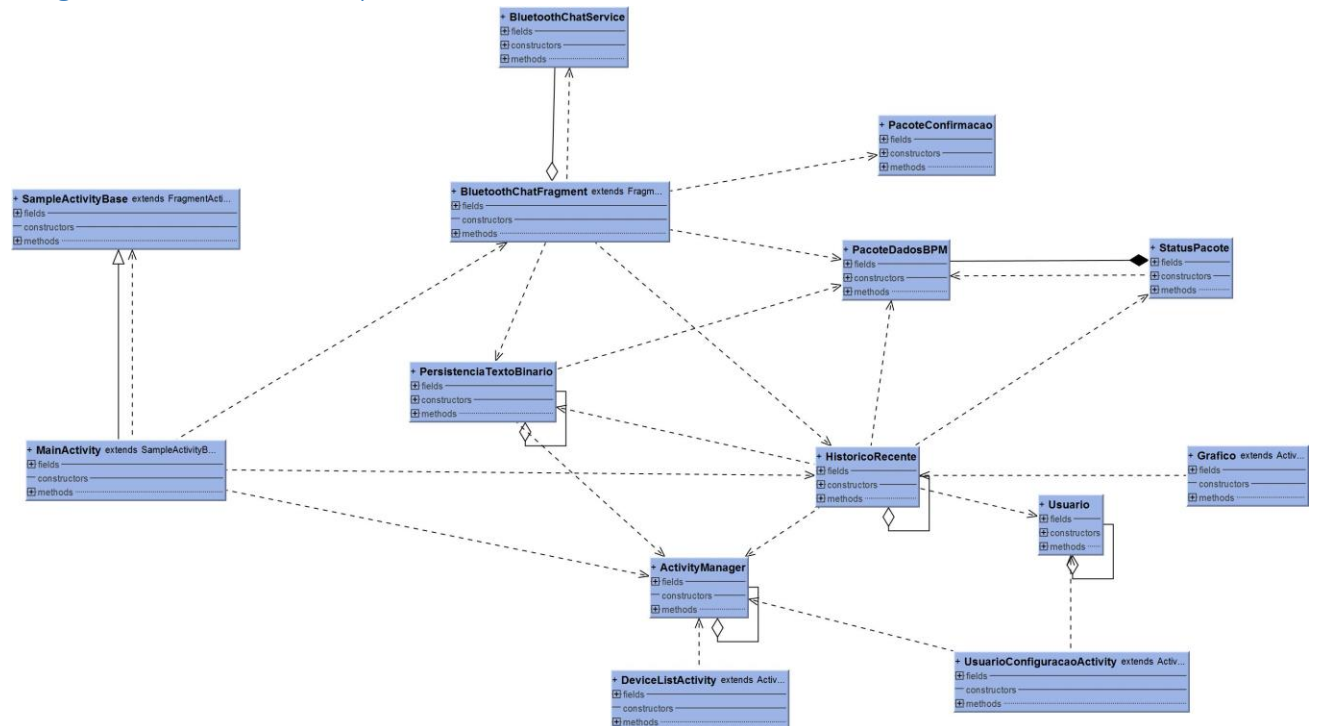 + BluetoothChatService
fields
constructors
methods
+ PacoteConfirmacao
fields
constructors
methods
+ SampleActivityBase extends FragmentActi...
fields
constructors
methods
+ BluetoothChatFragment extends Fragm...
fields
constructors
methods
+ PacoteDadosBPM
fields
constructors
methods
+ StatusPacote
fields
constructors
methods
+ PersistenciaTextoBinario
fields
constructors
methods
+ MainActivity extends SampleActivityB...
fields
constructors
methods
+ HistoricoRecente
fields
constructors
methods
+ Grafico extends Activ...
fields
constructors
methods
+ Usuario
fields
constructors
methods
+ ActivityManager
fields
constructors
methods
+ UsuarioConfiguracaoActivity extends Activ...
fields
constructors
methods
+ DeviceListActivity extends Activ...
fields
constructors
methods